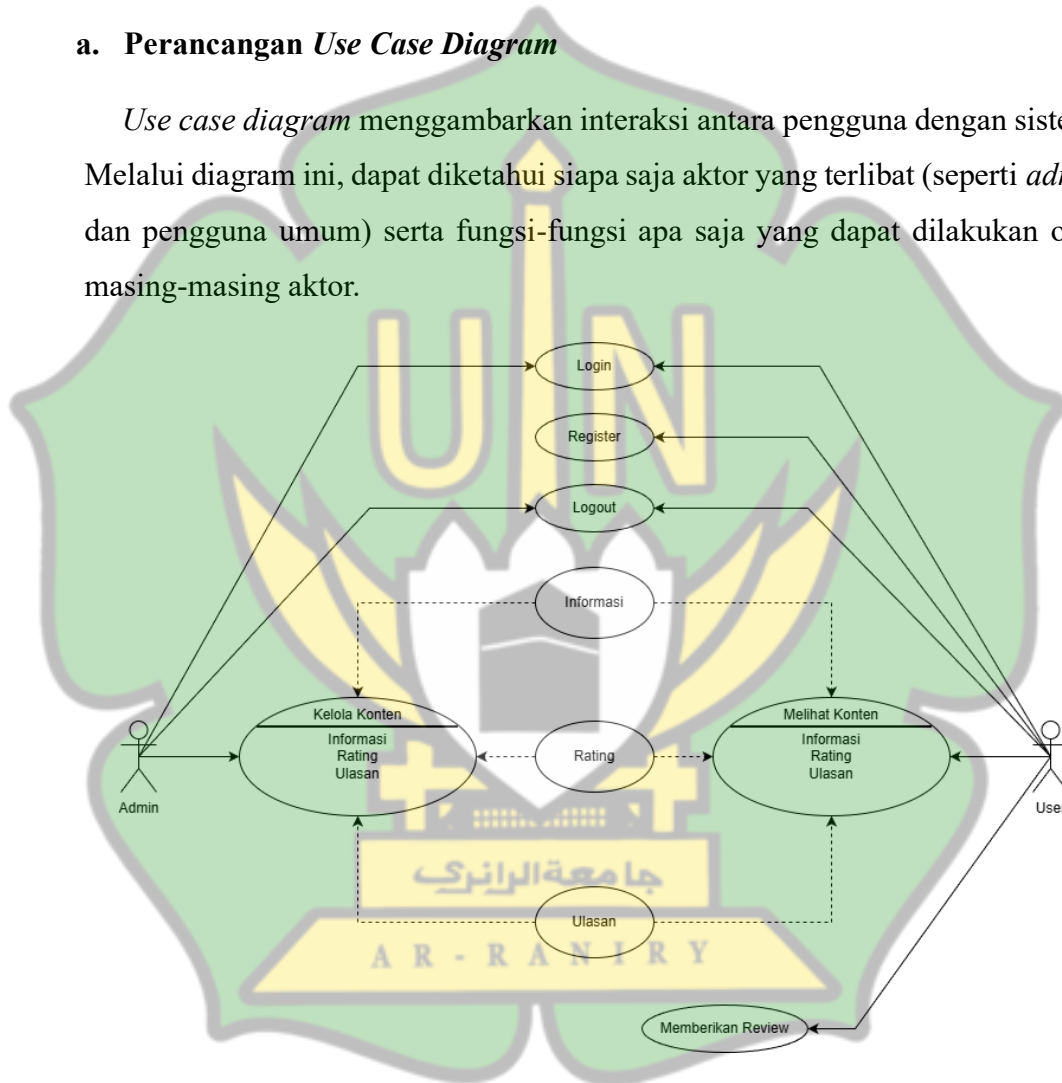 a. Perancangan Use Case Diagram
Use case diagram menggambarkan interaksi antara pengguna dengan siste
Melalui diagram ini, dapat diketahui siapa saja aktor yang terlibat (seperti
dan pengguna umum) serta fungsi-fungsi apa saja yang dapat dilakukan
masing-masing aktor.
UIN
Login
Register
Logout
Informasi
Kelola Konten
Informasi
Rating
Ulasan
Rating
Melihat Konten
Informasi
Rating
Ulasan
Admin
User
جامعة الرانري
Ulasan
AR-RANIRY
Memberikan Review